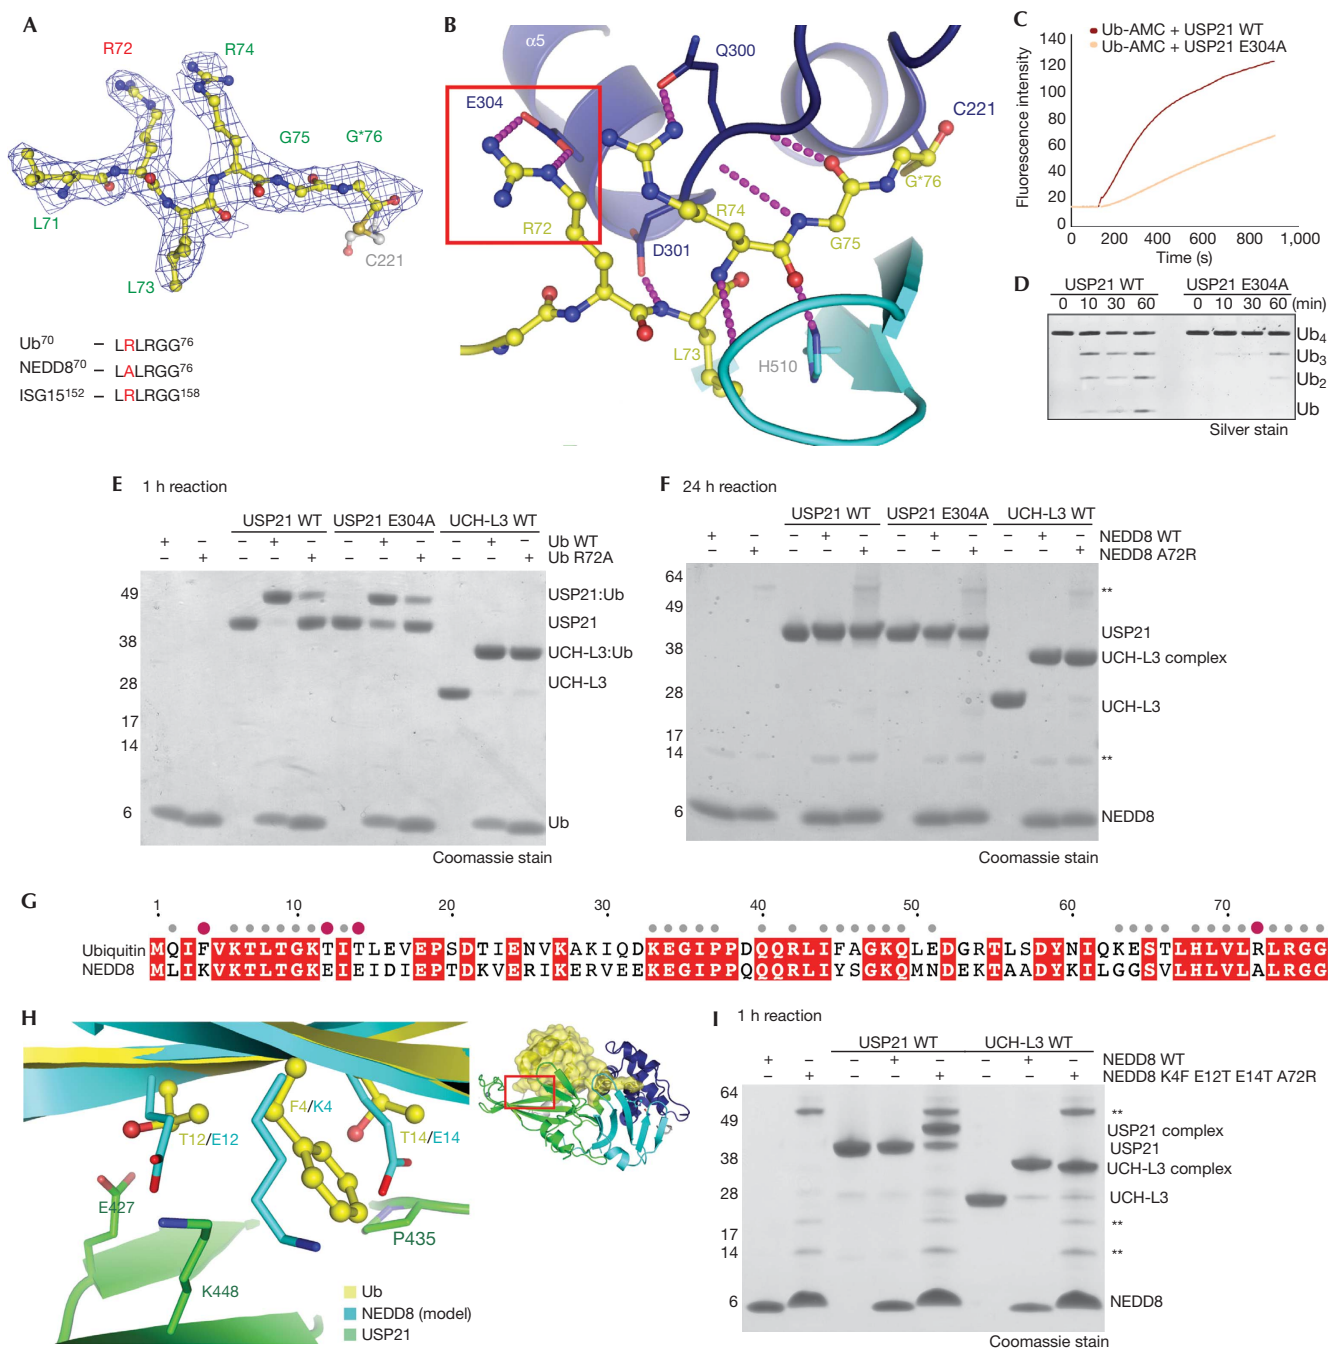 A
R72 R74
G75 G*76
L71
C221
L73
Ub⁷⁰ – LRLRGG⁷⁶
NEDD8⁷⁰ – LALRGG⁷⁶
ISG15¹⁵² – LRLRGG¹⁵⁸
B
α5
Q300
E304
C221
G*76
R72
R74
D301
G75
L73
H510
C
Ub-AMC + USP21 WT
Ub-AMC + USP21 E304A
Fluorescence intensity
140
120
100
80
60
40
20
0
0 200 400 600 800 1,000
Time (s)
D
USP21 WT USP21 E304A
0 10 30 60 0 10 30 60 (min)
Ub₄
Ub₃
Ub₂
Ub
Silver stain
E 1 h reaction
USP21 WT USP21 E304A UCH-L3 WT
+ – – + – – + – – + – Ub WT
– + – – + – – + – – + Ub R72A
49
38
28
17
14
6
USP21:Ub
USP21
UCH-L3:Ub
UCH-L3
Ub
Coomassie stain
F 24 h reaction
USP21 WT USP21 E304A UCH-L3 WT
+ – – + – – + – – + – NEDD8 WT
– + – – + – – + – – + NEDD8 A72R
64
49
38
28
17
14
6
**
USP21
UCH-L3 complex
UCH-L3
**
NEDD8
Coomassie stain
G
1 10 20 30 40 50 60 70
Ubiquitin MQIFVKTLTGKTITLEVEPSDTIENVKAKIQDKEGIPPDQQRLIFAGKQLEDGRTLSDYNIQKESTLHLVLRLRGG
NEDD8 MLIKVKTLTGKEIEIDIEPTDKVERIKERVEEKEGIPPQQQRLIYSGKQMNDEKTAADYKILGGSVLHLVLALRGG
H
F4/K4
T12/E12
T14/E14
E427
P435
K448
Ub
NEDD8 (model)
USP21
I 1 h reaction
USP21 WT UCH-L3 WT
+ – – + – – + – NEDD8 WT
– + – – + – – + NEDD8 K4F E12T E14T A72R
64
49
38
28
17
14
6
**
USP21 complex
USP21
UCH-L3 complex
UCH-L3
**
**
NEDD8
Coomassie stain